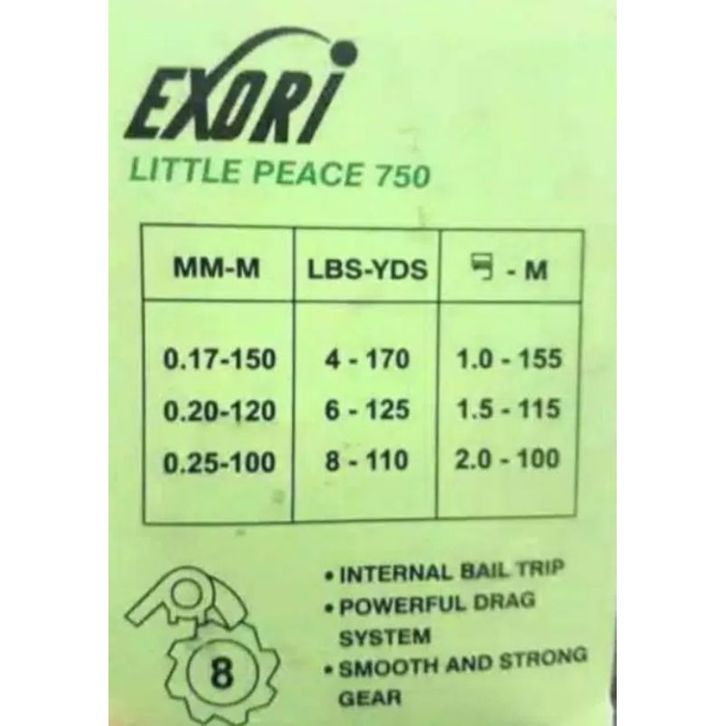 EXORI
LITTLE PEACE 750
MM-M LBS-YDS - M
0.17-150 4 - 170 1.0 - 155
0.20-120 6 - 125 1.5 - 115
0.25-100 8 - 110 2.0 - 100
• INTERNAL BAIL TRIP
• POWERFUL DRAG
SYSTEM
• SMOOTH AND STRONG
GEAR
8